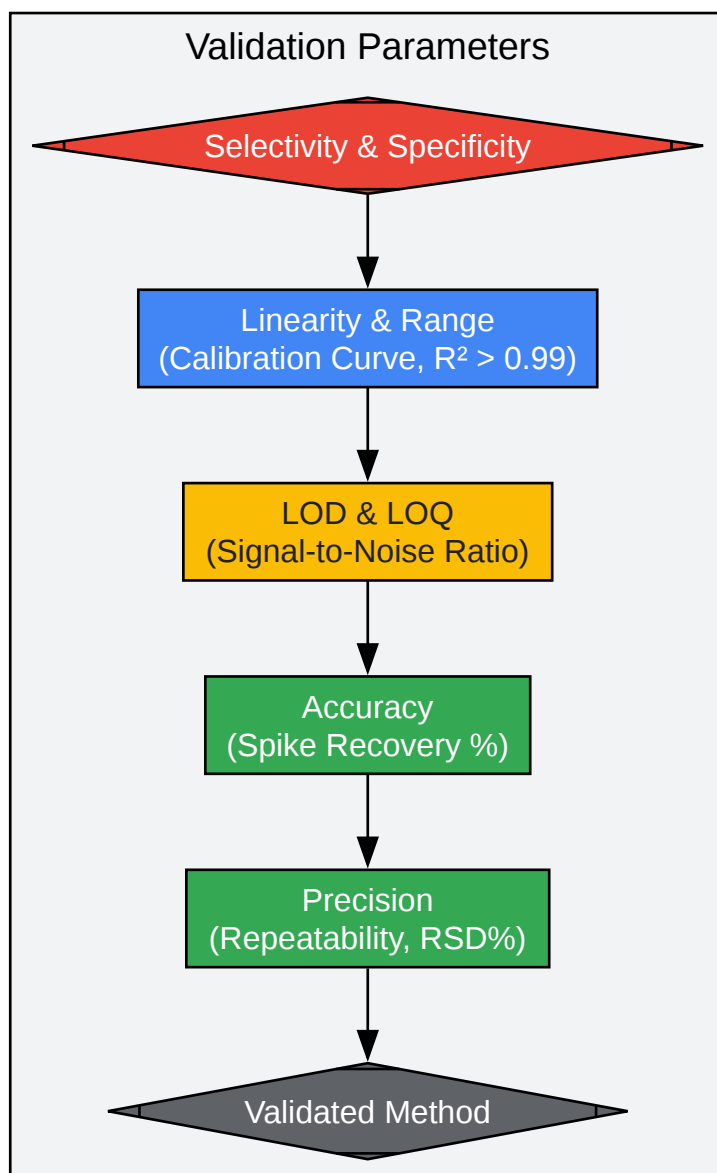 Validation Parameters
Selectivity & Specificity
Linearity & Range
(Calibration Curve, R² > 0.99)
LOD & LOQ
(Signal-to-Noise Ratio)
Accuracy
(Spike Recovery %)
Precision
(Repeatability, RSD%)
Validated Method